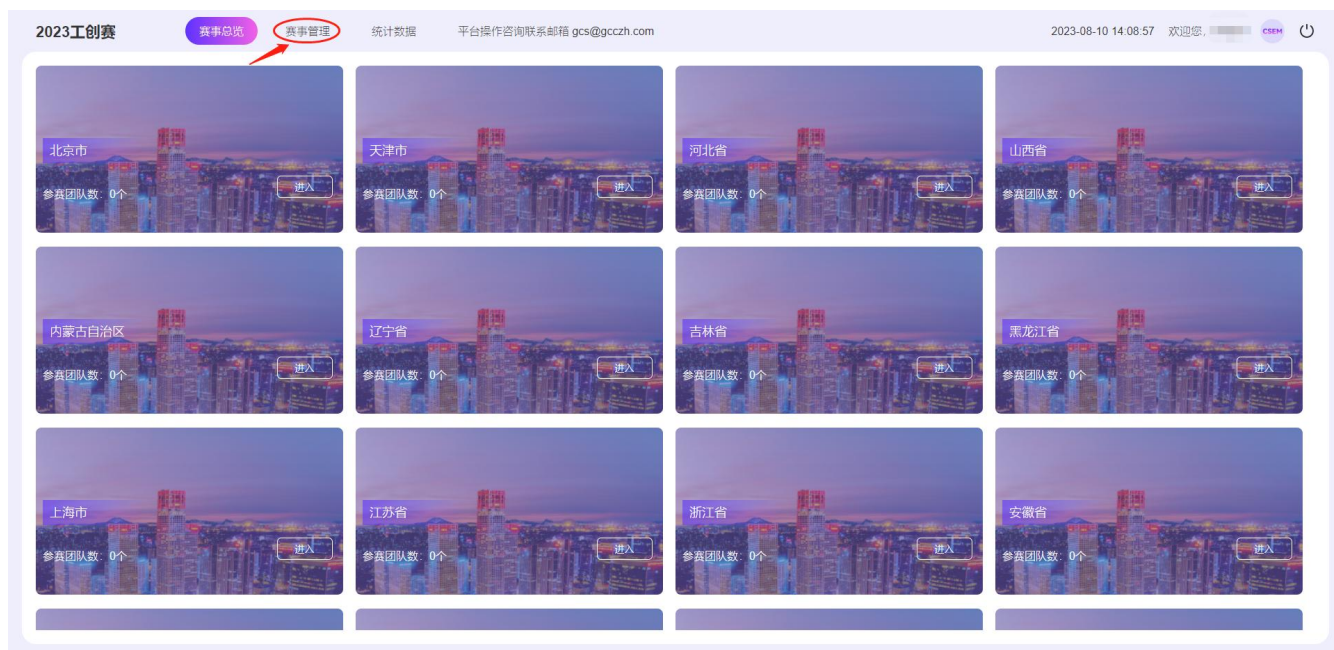 2023工创赛 赛事总览 赛事管理 统计数据 平台操作咨询联系邮箱 gcs@gcczh.com 2023-08-10 14:08:57 欢迎您, CSEM
北京市 天津市 河北省 山西省
参赛团队数: 0个 进入 参赛团队数: 0个 进入 参赛团队数: 0个 进入 参赛团队数: 0个 进入
内蒙古自治区 辽宁省 吉林省 黑龙江省
参赛团队数: 0个 进入 参赛团队数: 0个 进入 参赛团队数: 0个 进入 参赛团队数: 0个 进入
上海市 江苏省 浙江省 安徽省
参赛团队数: 0个 进入 参赛团队数: 0个 进入 参赛团队数: 0个 进入 参赛团队数: 0个 进入